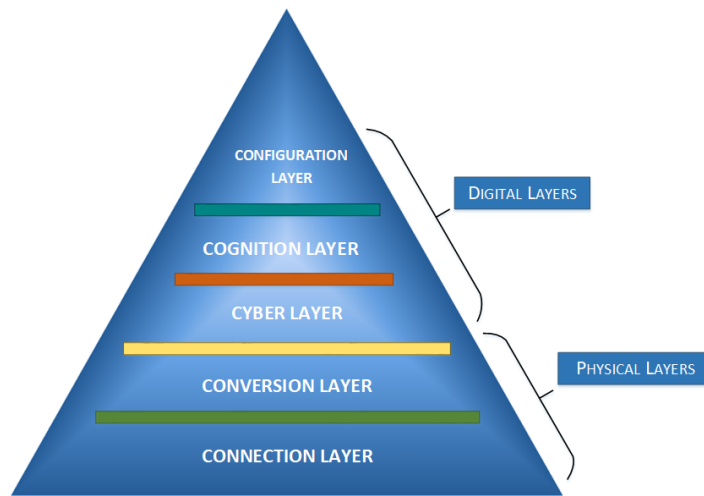 CONFIGURATION
LAYER
DIGITAL LAYERS
COGNITION LAYER
CYBER LAYER
PHYSICAL LAYERS
CONVERSION LAYER
CONNECTION LAYER